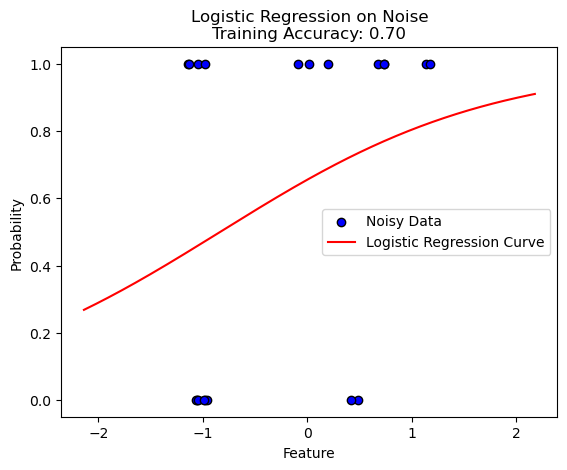 Logistic Regression on Noise
Training Accuracy: 0.70
1.0
0.8
0.6
0.4
0.2
0.0
Probability
Noisy Data
Logistic Regression Curve
−2
−1
0
1
2
Feature